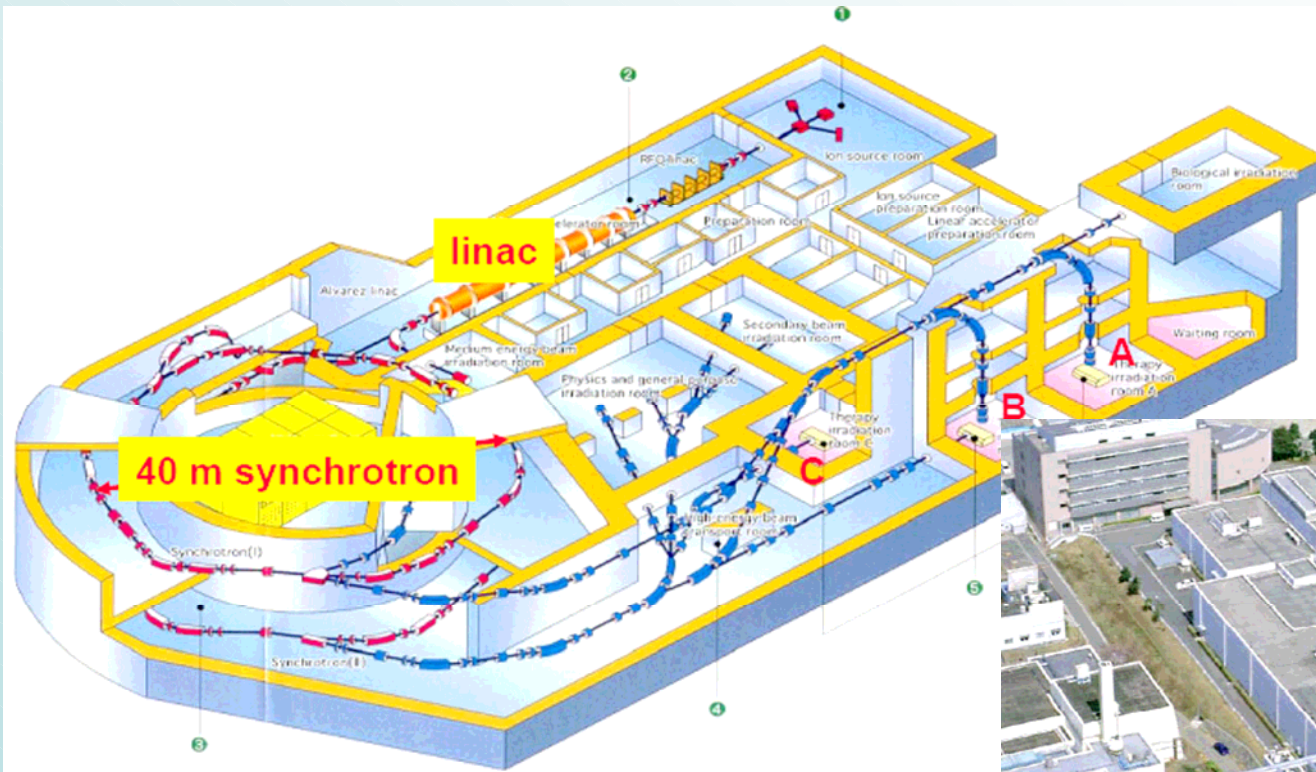 1
2
Ion source room
RFQ linac
Biological irradiation
room
Ion source
preparation room
Linear accelerator
preparation room
Preparation room
linac
elerator room
Alvarez linac
Secondary beam
irradiation room
Waiting room
Medium energy beam
irradiation room
A
Therapy
irradiation
room A
Physics and general purpose
irradiation room
B
Therapy
irradiation
room C
C
40 m synchrotron
High energy beam
transport room
Synchrotron(I)
5
Synchrotron(II)
4
3